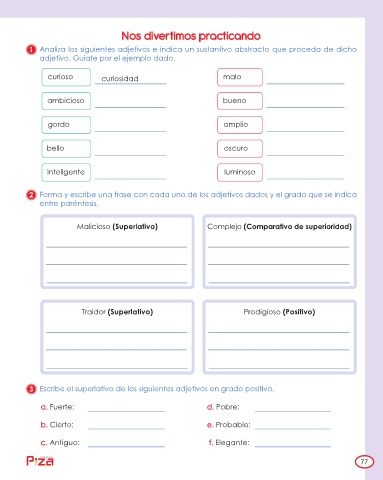 Nos divertimos practicando
1 Analiza los siguientes adjetivos e indica un sustantivo abstracto que proceda de dicho
adjetivo. Guíate por el ejemplo dado.
curioso curiosidad malo
ambicioso bueno
gordo amplio
bello oscuro
inteligente luminoso
2 Forma y escribe una frase con cada uno de los adjetivos dados y el grado que se indica
entre paréntesis.
Malicioso (Superlativo) Complejo (Comparativo de superioridad)
Traidor (Superlativo) Prodigioso (Positivo)
3 Escribe el superlativo de los siguientes adjetivos en grado positivo.
a. Fuerte: d. Pobre:
b. Cierto: e. Probable:
c. Antiguo: f. Elegante:
P:za 77